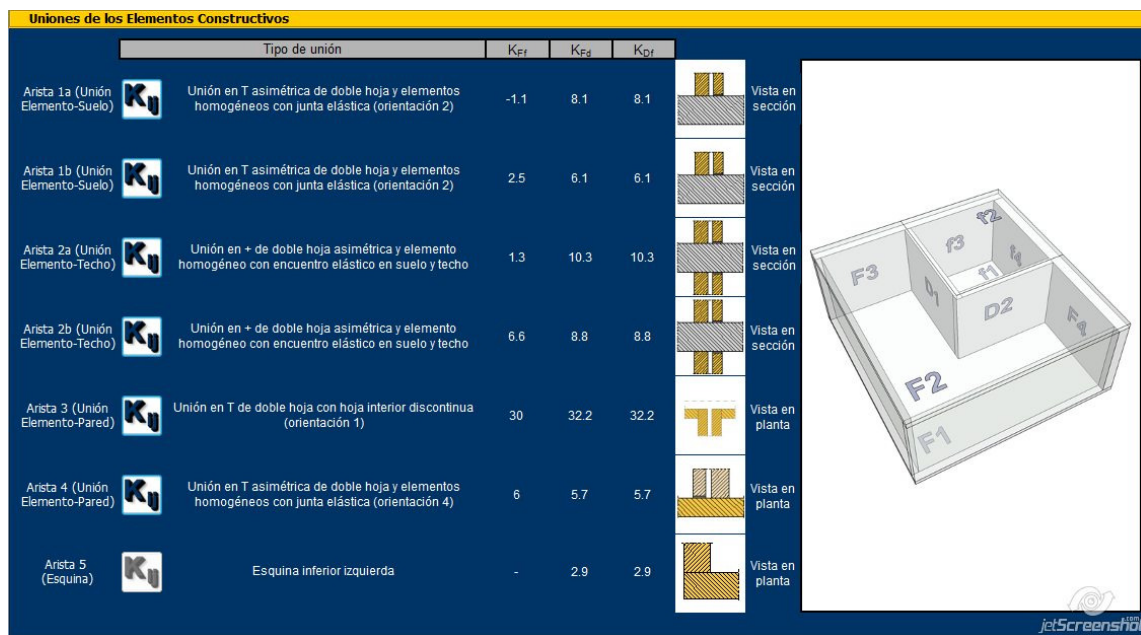 Uniones de los Elementos Constructivos
Tipo de unión KFf KFd KDf
Arista 1a (Unión
Elemento-Suelo)
Kij
Unión en T asimétrica de doble hoja y elementos
homogéneos con junta elástica (orientación 2)
-1.1 8.1 8.1
Vista en
sección
Arista 1b (Unión
Elemento-Suelo)
Kij
Unión en T asimétrica de doble hoja y elementos
homogéneos con junta elástica (orientación 2)
2.5 6.1 6.1
Vista en
sección
Arista 2a (Unión
Elemento-Techo)
Kij
Unión en + de doble hoja asimétrica y elemento
homogéneo con encuentro elástico en suelo y techo
1.3 10.3 10.3
Vista en
sección
Arista 2b (Unión
Elemento-Techo)
Kij
Unión en + de doble hoja asimétrica y elemento
homogéneo con encuentro elástico en suelo y techo
6.6 8.8 8.8
Vista en
sección
Arista 3 (Unión
Elemento-Pared)
Kij
Unión en T de doble hoja con hoja interior discontinua
(orientación 1)
30 32.2 32.2
Vista en
planta
Arista 4 (Unión
Elemento-Pared)
Kij
Unión en T asimétrica de doble hoja y elementos
homogéneos con junta elástica (orientación 4)
6 5.7 5.7
Vista en
planta
Arista 5
(Esquina)
Kij
Esquina inferior izquierda
- 2.9 2.9
Vista en
planta
f2
f3
F3
f1
D1
D2
F2
F1